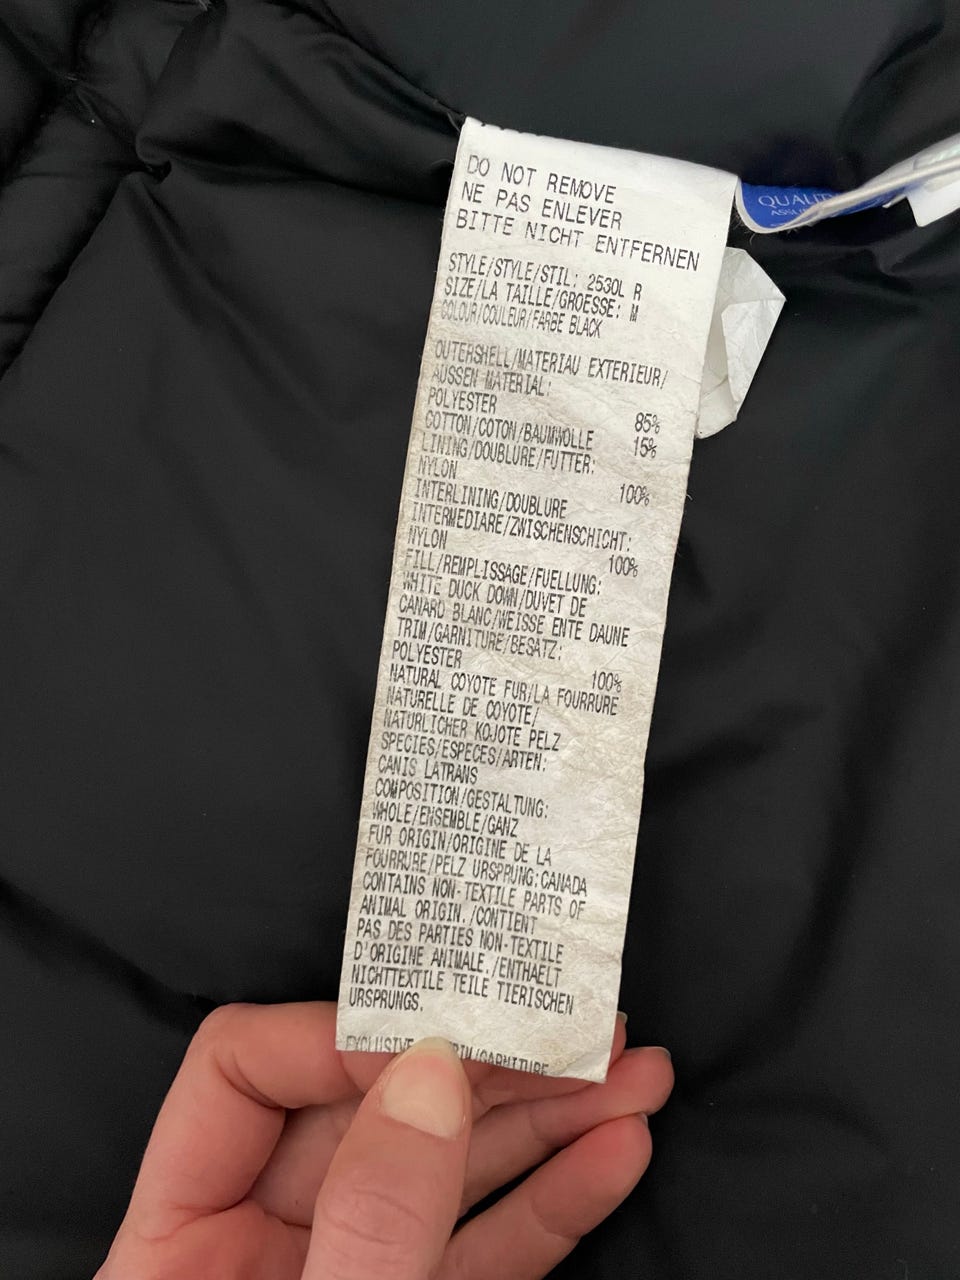 DO NOT REMOVE
NE PAS ENLEVER
BITTE NICHT ENTFERNEN
STYLE/STYLE/STIL: 2530L R
SIZE/LA TAILLE/GROESSE: M
COLOUR/COULEUR/FARBE BLACK
OUTERSHELL/MATERIAU EXTERIEUR/
AUSSEN MATERIAL:
POLYESTER 85%
COTTON/COTON/BAUMWOLLE 15%
LINING/DOUBLURE/FUTTER:
NYLON 100%
INTERLINING/DOUBLURE
INTERMEDIARE/ZWISCHENSCHICHT:
NYLON 100%
FILL/REMPLISSAGE/FUELLUNG:
WHITE DUCK DOWN/DUVET DE
CANARD BLANC/WEISSE ENTE DAUNE
TRIM/GARNITURE/BESATZ:
POLYESTER 100%
NATURAL COYOTE FUR/LA FOURRURE
NATURELLE DE COYOTE/
NATURLICHER KOJOTE PELZ
SPECIES/ESPECES/ARTEN:
CANIS LATRANS
COMPOSITION/GESTALTUNG:
WHOLE/ENSEMBLE/GANZ
FUR ORIGIN/ORIGINE DE LA
FOURRURE/PELZ URSPRUNG:CANADA
CONTAINS NON-TEXTILE PARTS OF
ANIMAL ORIGIN./CONTIENT
PAS DES PARTIES NON-TEXTILE
D'ORIGINE ANIMALE./ENTHAELT
NICHTTEXTILE TEILE TIERISCHEN
URSPRUNGS.
EXCLUSIVE /GARNITURE